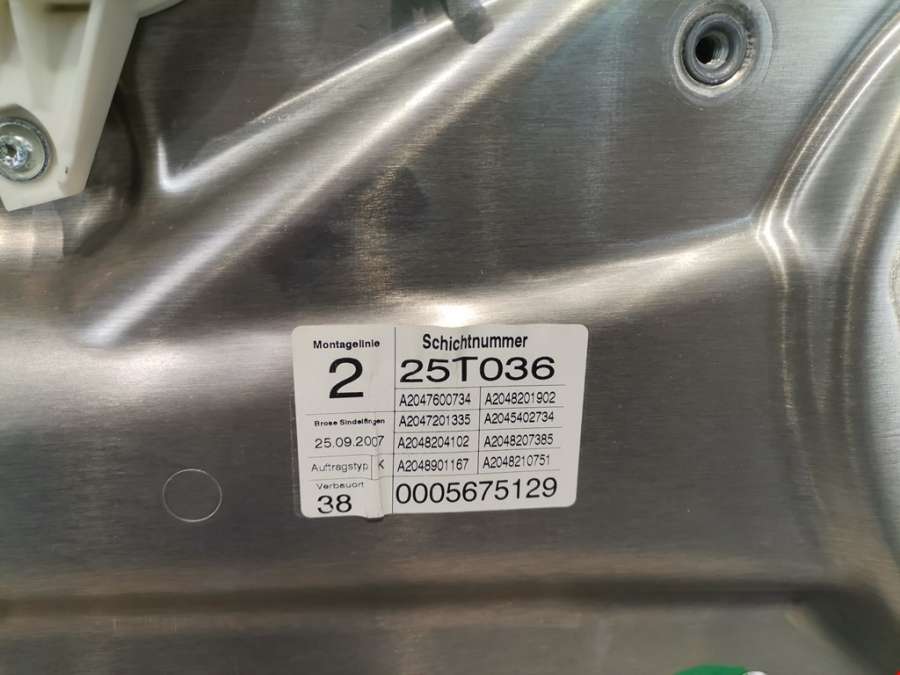 Montagelinie
2
Schichtnummer
25T036
A2047600734 A2048201902
A2047201335 A2045402734
A2048204102 A2048207385
A2048901167 A2048210751
Brose Sindelfingen
25.09.2007
Auftragstyp K
Verbauort
38
0005675129